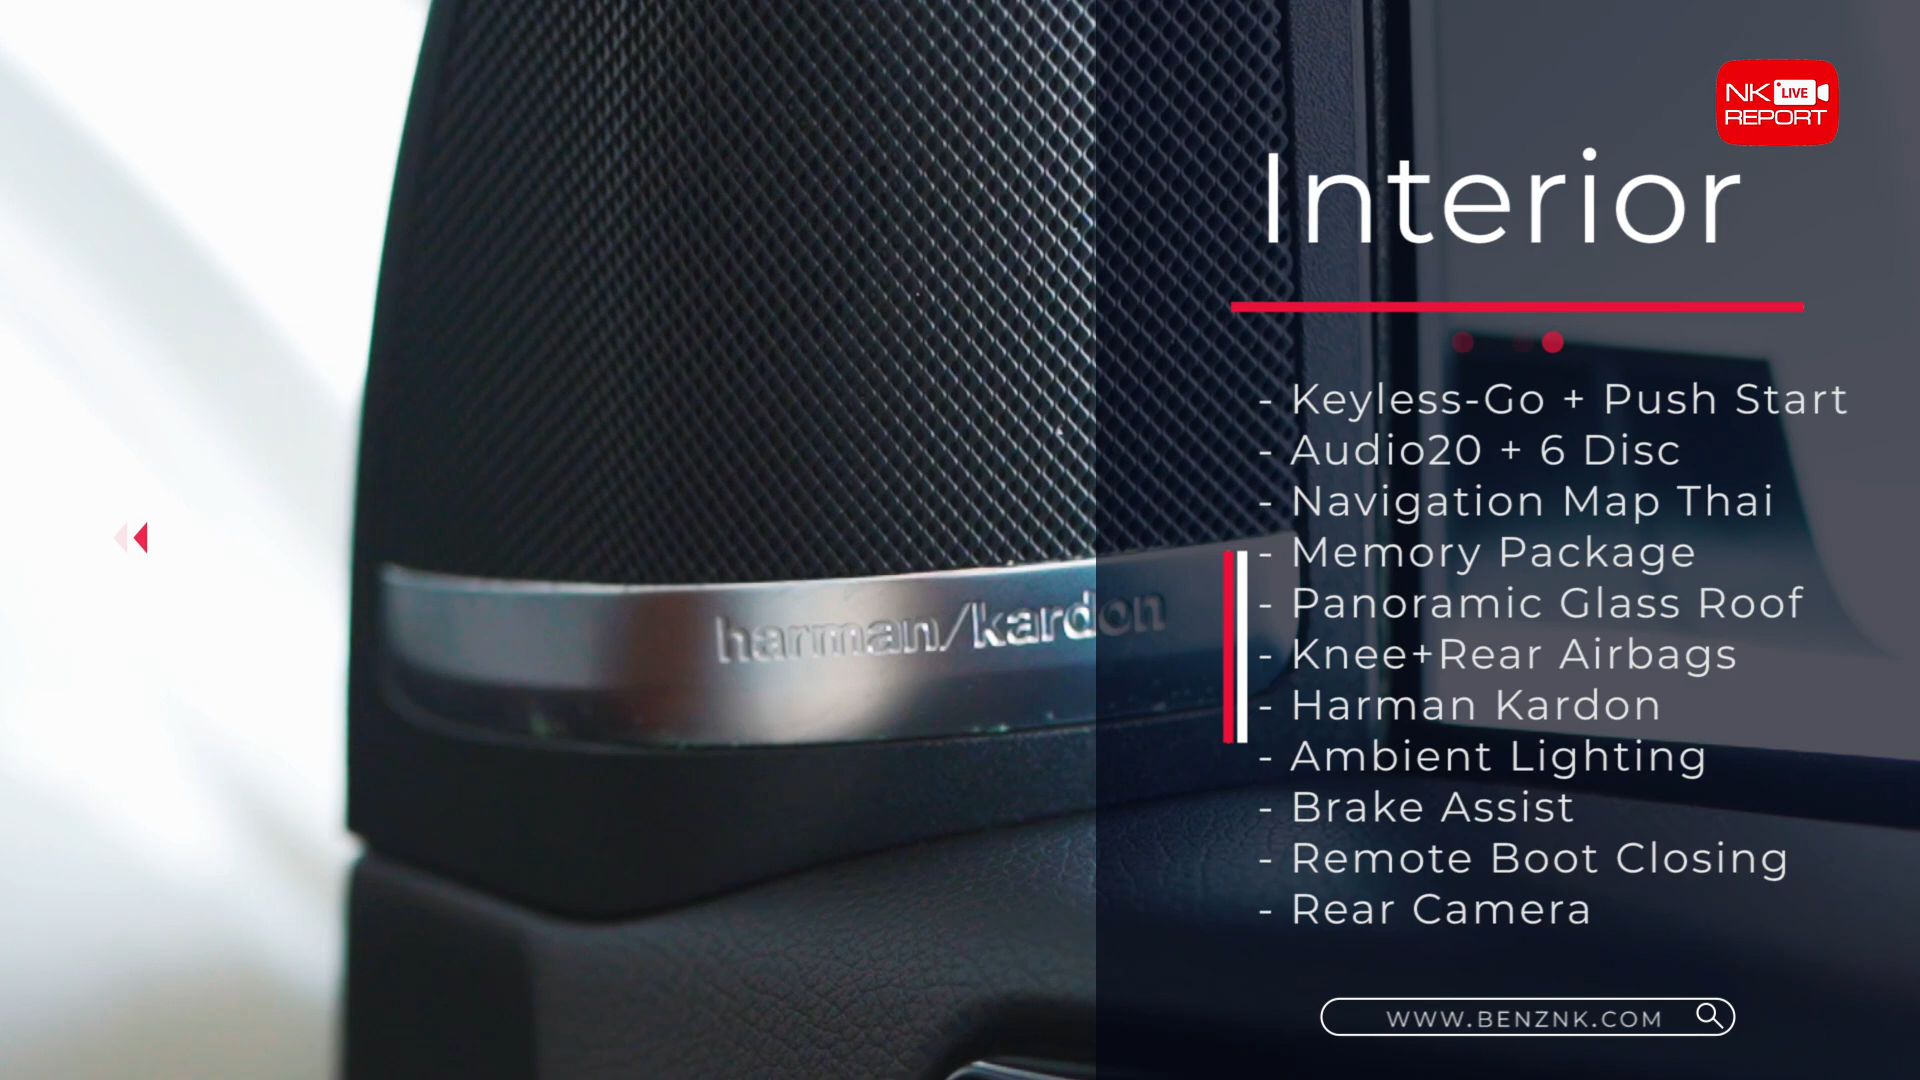 NK LIVE
REPORT
Interior
- Keyless-Go + Push Start
- Audio20 + 6 Disc
- Navigation Map Thai
- Memory Package
- Panoramic Glass Roof
- Knee+Rear Airbags
- Harman Kardon
- Ambient Lighting
- Brake Assist
- Remote Boot Closing
- Rear Camera
harman/kardon
WWW.BENZNK.COM